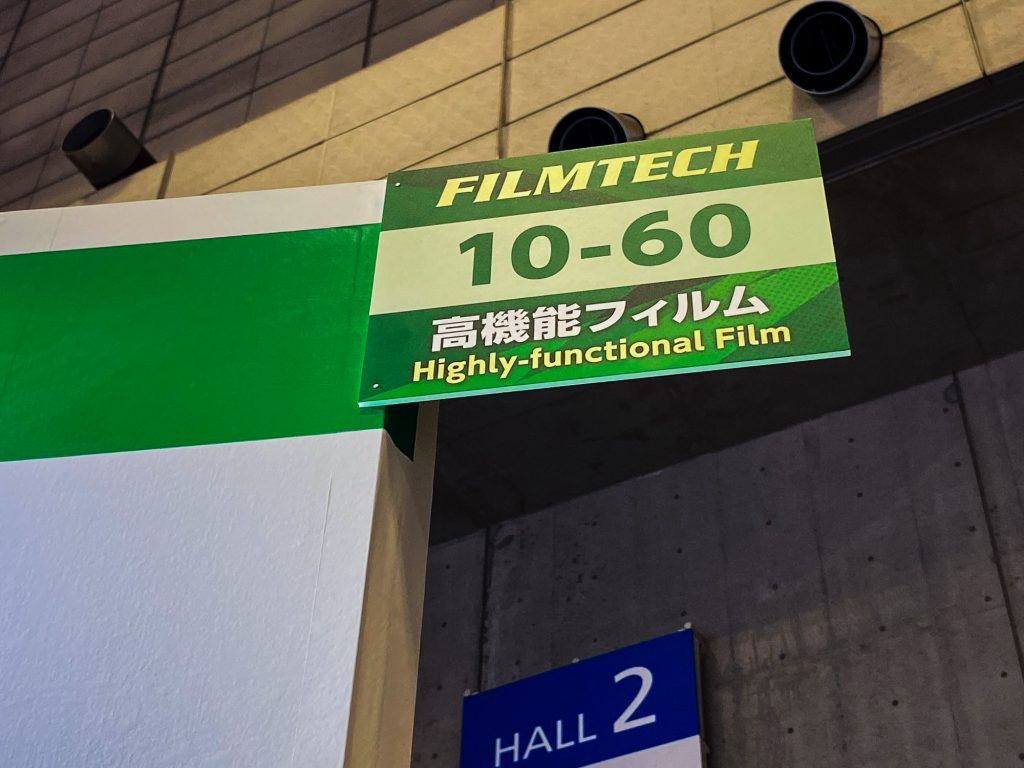 FILMTECH
10-60
高機能フィルム
Highly-functional Film
HALL 2